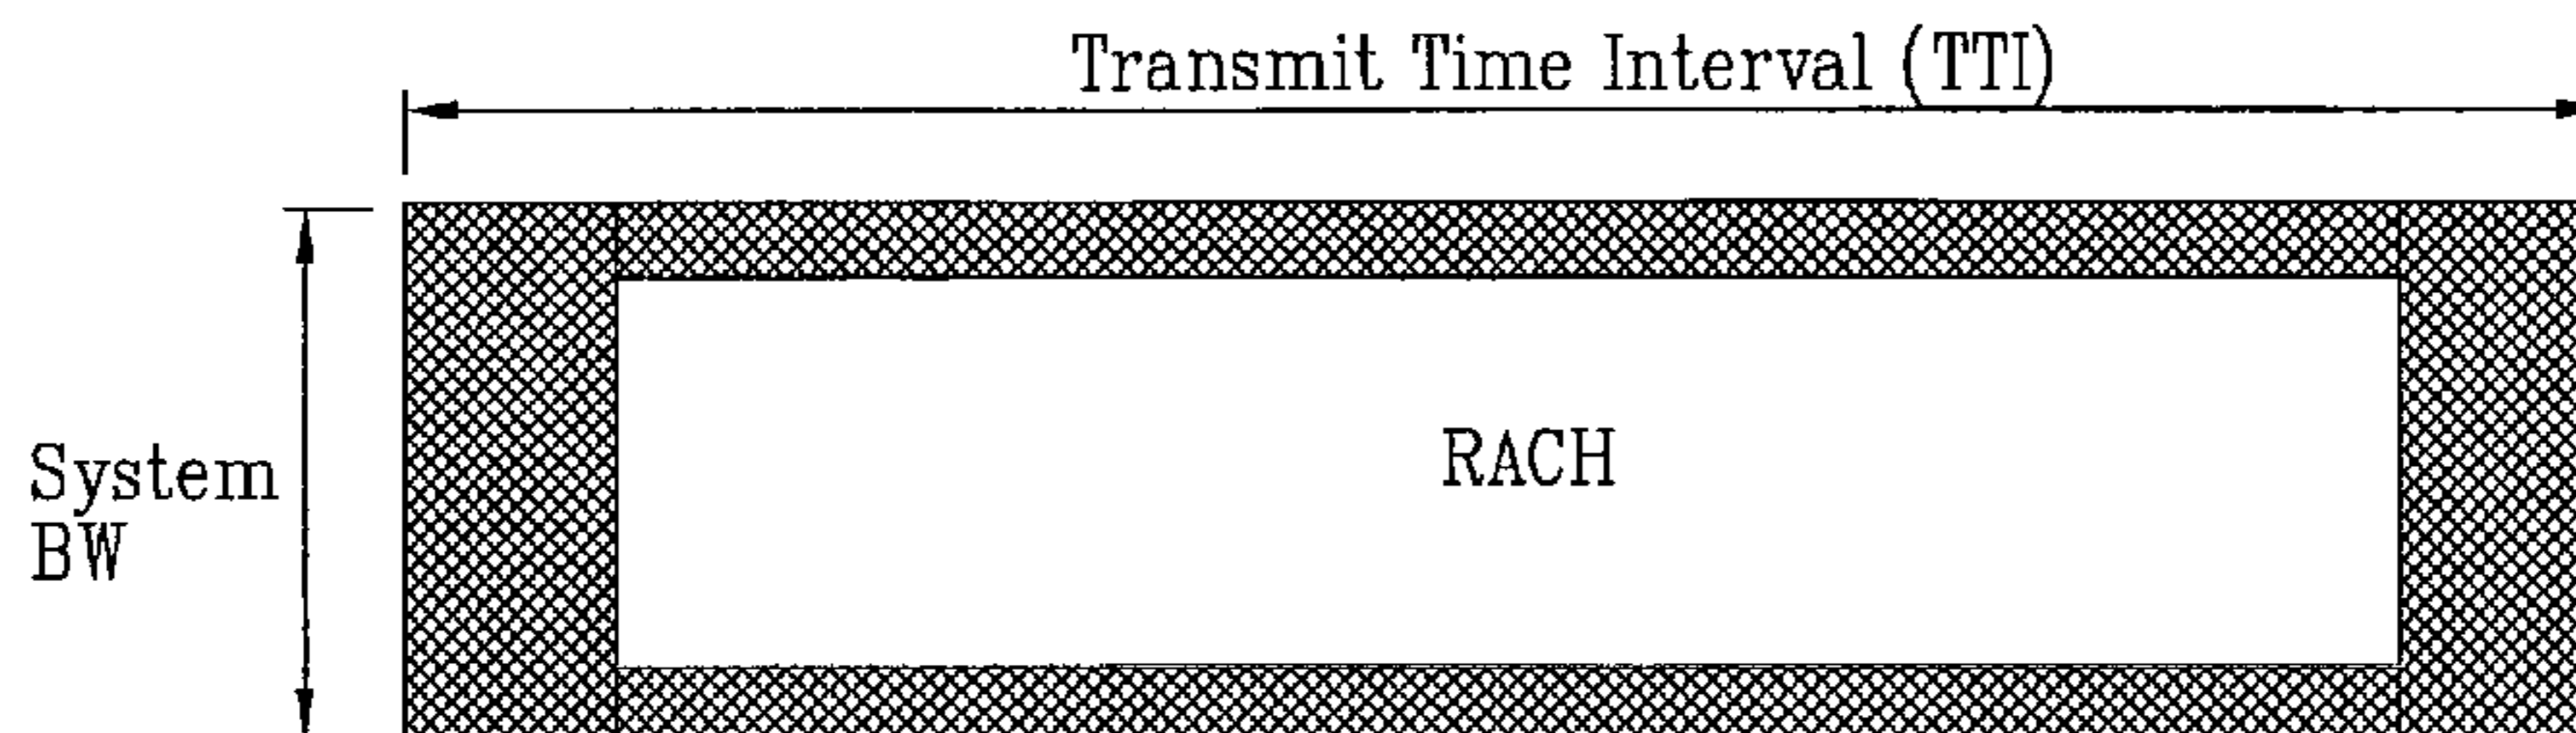 Transmit Time Interval (TTI)
RACH
System
BW